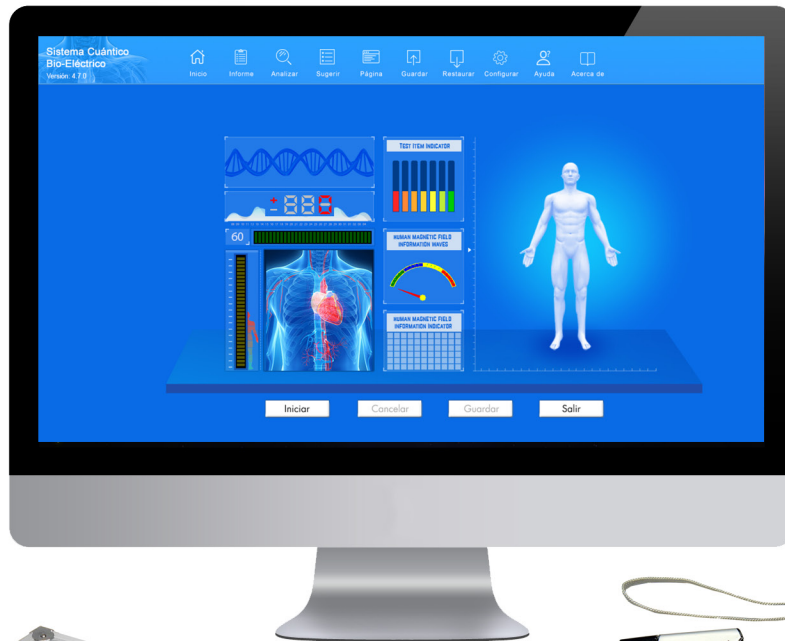 Sistema Cuántico
Bio-Eléctrico
Versión: 4.7.0
Inicio
Informe
Analizar
Sugerir
Página
Guardar
Restaurar
Configurar
Ayuda
Acerca de
TEST ITEM INDICATOR
60
HUMAN MAGNETIC FIELD
INFORMATION WAVES
HUMAN MAGNETIC FIELD
INFORMATION INDICATOR
Iniciar
Cancelar
Guardar
Salir